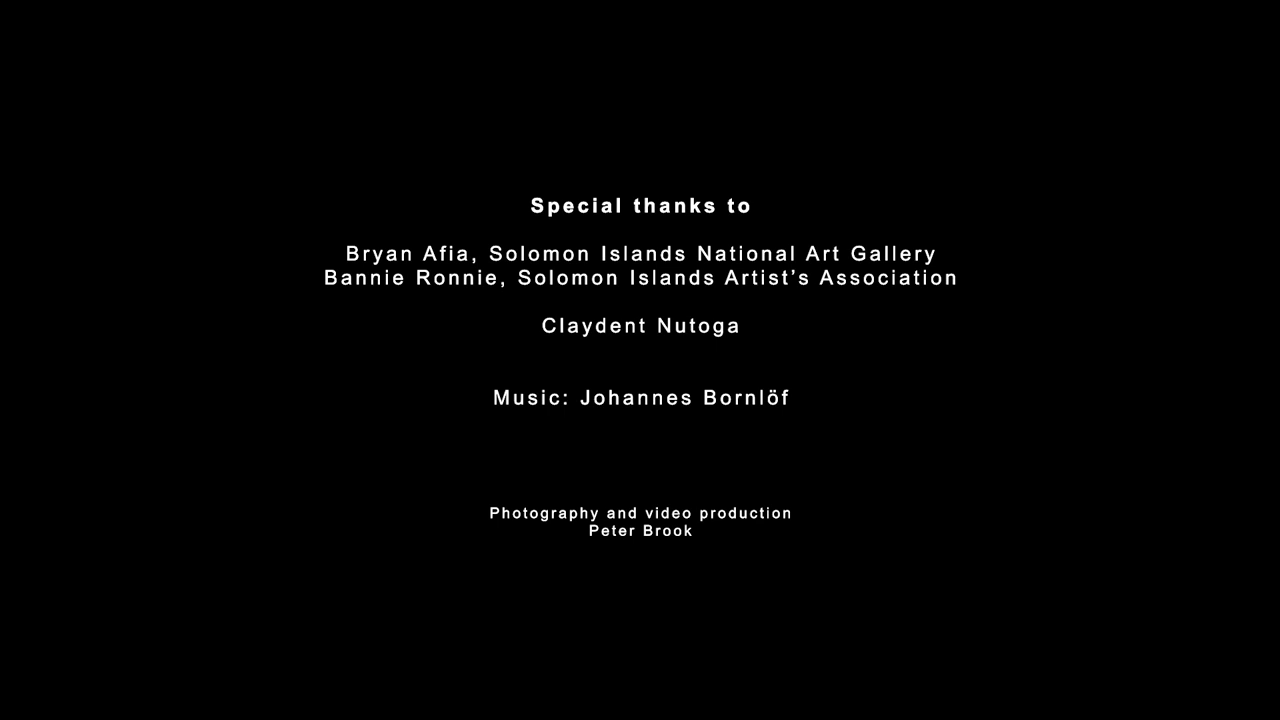 Special thanks to
Bryan Afia, Solomon Islands National Art Gallery
Bannie Ronnie, Solomon Islands Artist’s Association
Claydent Nutoga
Music: Johannes Bornlöf
Photography and video production
Peter Brook